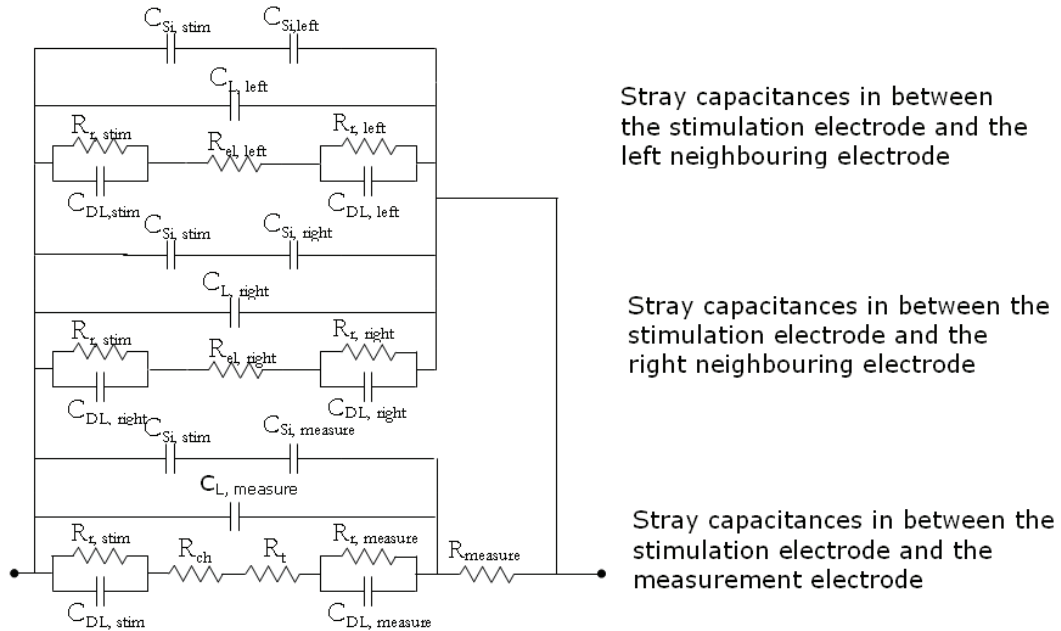 C_Si, stim C_Si,left
C_L, left
R_r, stim R_el, left R_r, left
C_DL,stim C_DL, left
Stray capacitances in between
the stimulation electrode and the
left neighbouring electrode
C_Si, stim C_Si, right
C_L, right
R_r, stim R_el, right R_r, right
C_DL, right C_DL, right
Stray capacitances in between the
stimulation electrode and the
right neighbouring electrode
C_Si, stim C_Si, measure
C_L, measure
R_r, stim R_ch R_t R_r, measure R_measure
C_DL, stim C_DL, measure
Stray capacitances in between the
stimulation electrode and the
measurement electrode